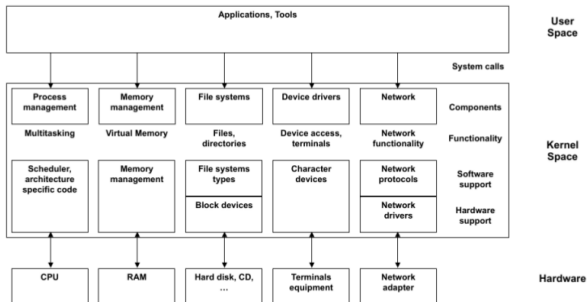 Applications, Tools
User
Space
System calls
Process
management
Memory
management
File systems
Device drivers
Network
Components
Multitasking
Virtual Memory
Files,
directories
Device access,
terminals
Network
functionality
Functionality
Kernel
Space
Scheduler,
architecture
specific code
Memory
management
File systems
types
Character
devices
Network
protocols
Software
support
Block devices
Network
drivers
Hardware
support
CPU
RAM
Hard disk, CD,
...
Terminals
equipment
Network
adapter
Hardware